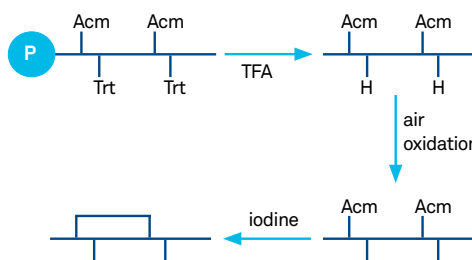 Acm Acm
P
Trt Trt
TFA
Acm Acm
H H
air
oxidation
Acm Acm
iodine